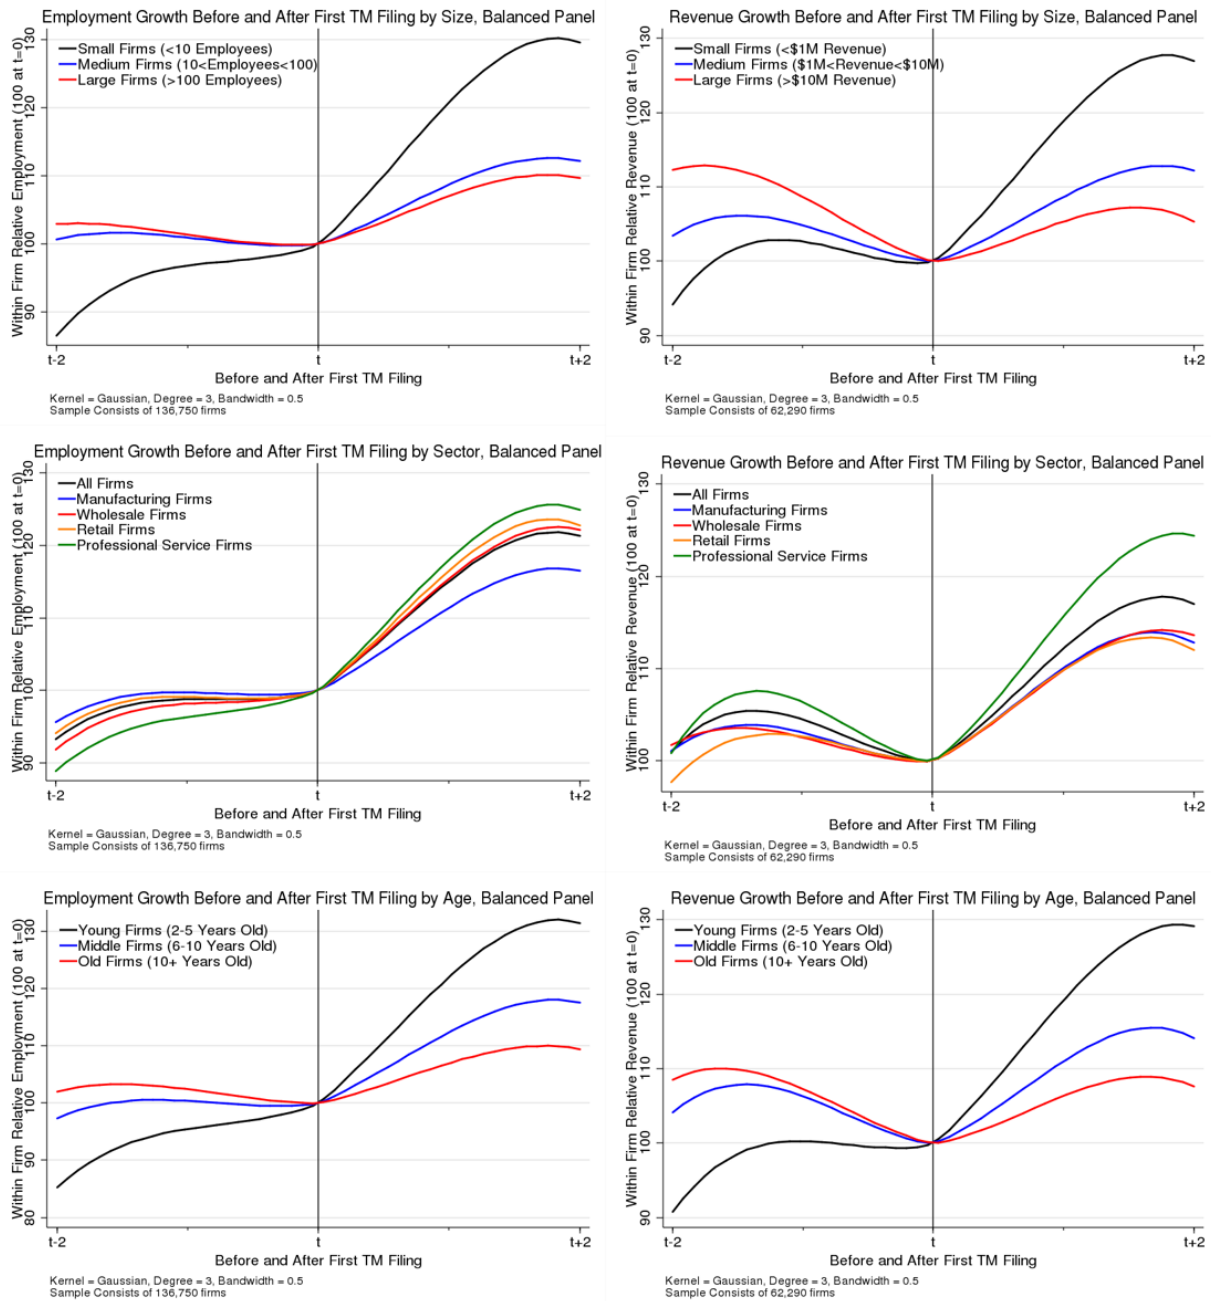 Employment Growth Before and After First TM Filing by Size, Balanced Panel
Within Firm Relative Employment (100 at t=0)
130
120
110
100
90
Small Firms (<10 Employees)
Medium Firms (10<Employees<100)
Large Firms (>100 Employees)
t-2
t
t+2
Before and After First TM Filing
Kernel = Gaussian, Degree = 3, Bandwidth = 0.5
Sample Consists of 136,750 firms
Revenue Growth Before and After First TM Filing by Size, Balanced Panel
Within Firm Relative Revenue (100 at t=0)
130
120
110
100
90
Small Firms (<$1M Revenue)
Medium Firms ($1M<Revenue<$10M)
Large Firms (>$10M Revenue)
t-2
t
t+2
Before and After First TM Filing
Kernel = Gaussian, Degree = 3, Bandwidth = 0.5
Sample Consists of 62,290 firms
Employment Growth Before and After First TM Filing by Sector, Balanced Panel
Within Firm Relative Employment (100 at t=0)
130
120
110
100
90
All Firms
Manufacturing Firms
Wholesale Firms
Retail Firms
Professional Service Firms
t-2
t
t+2
Before and After First TM Filing
Kernel = Gaussian, Degree = 3, Bandwidth = 0.5
Sample Consists of 136,750 firms
Revenue Growth Before and After First TM Filing by Sector, Balanced Panel
Within Firm Relative Revenue (100 at t=0)
130
120
110
100
All Firms
Manufacturing Firms
Wholesale Firms
Retail Firms
Professional Service Firms
t-2
t
t+2
Before and After First TM Filing
Kernel = Gaussian, Degree = 3, Bandwidth = 0.5
Sample Consists of 62,290 firms
Employment Growth Before and After First TM Filing by Age, Balanced Panel
Within Firm Relative Employment (100 at t=0)
130
120
110
100
90
80
Young Firms (2-5 Years Old)
Middle Firms (6-10 Years Old)
Old Firms (10+ Years Old)
t-2
t
t+2
Before and After First TM Filing
Kernel = Gaussian, Degree = 3, Bandwidth = 0.5
Sample Consists of 136,750 firms
Revenue Growth Before and After First TM Filing by Age, Balanced Panel
Within Firm Relative Revenue (100 at t=0)
130
120
110
100
90
Young Firms (2-5 Years Old)
Middle Firms (6-10 Years Old)
Old Firms (10+ Years Old)
t-2
t
t+2
Before and After First TM Filing
Kernel = Gaussian, Degree = 3, Bandwidth = 0.5
Sample Consists of 62,290 firms